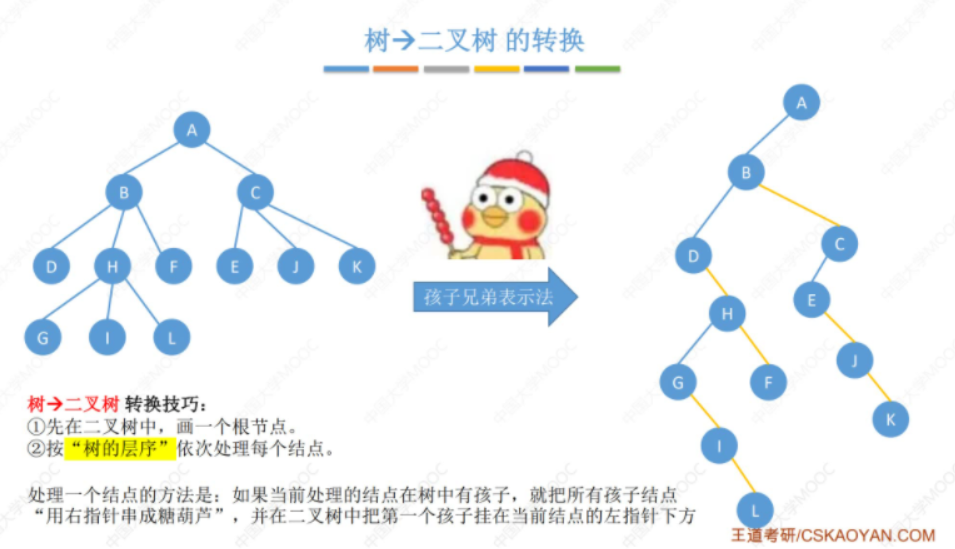 树→二叉树 的转换
A
B
C
D
H
F
E
J
K
G
I
L
孩子兄弟表示法
A
B
C
D
E
H
J
G
F
K
I
L
树→二叉树 转换技巧：
①先在二叉树中，画一个根节点。
②按“树的层序”依次处理每个结点。
处理一个结点的方法是：如果当前处理的结点在树中有孩子，就把所有孩子结点
“用右指针串成糖葫芦”，并在二叉树中把第一个孩子挂在当前结点的左指针下方
王道考研/CSKAOYAN.COM
中国大学MOOC